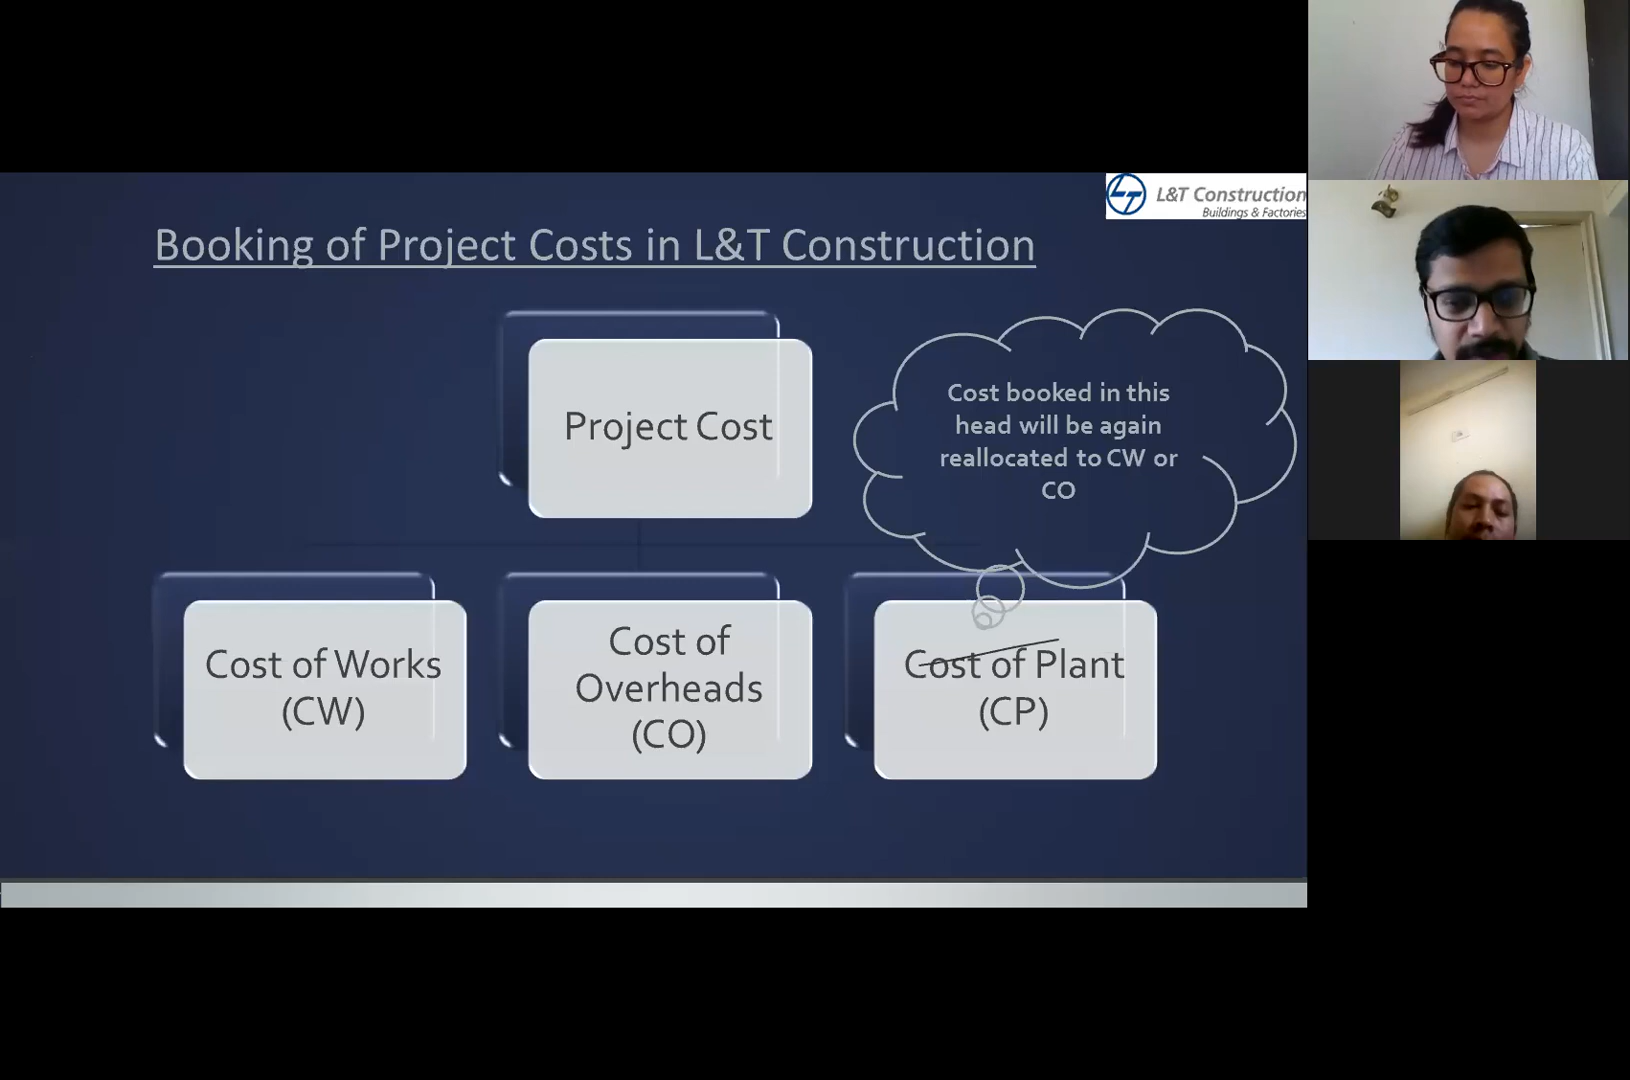 L&T Construction
Buildings & Factories
Booking of Project Costs in L&T Construction
Project Cost
Cost booked in this
head will be again
reallocated to CW or
CO
Cost of Works
(CW)
Cost of
Overheads
(CO)
Cost of Plant
(CP)